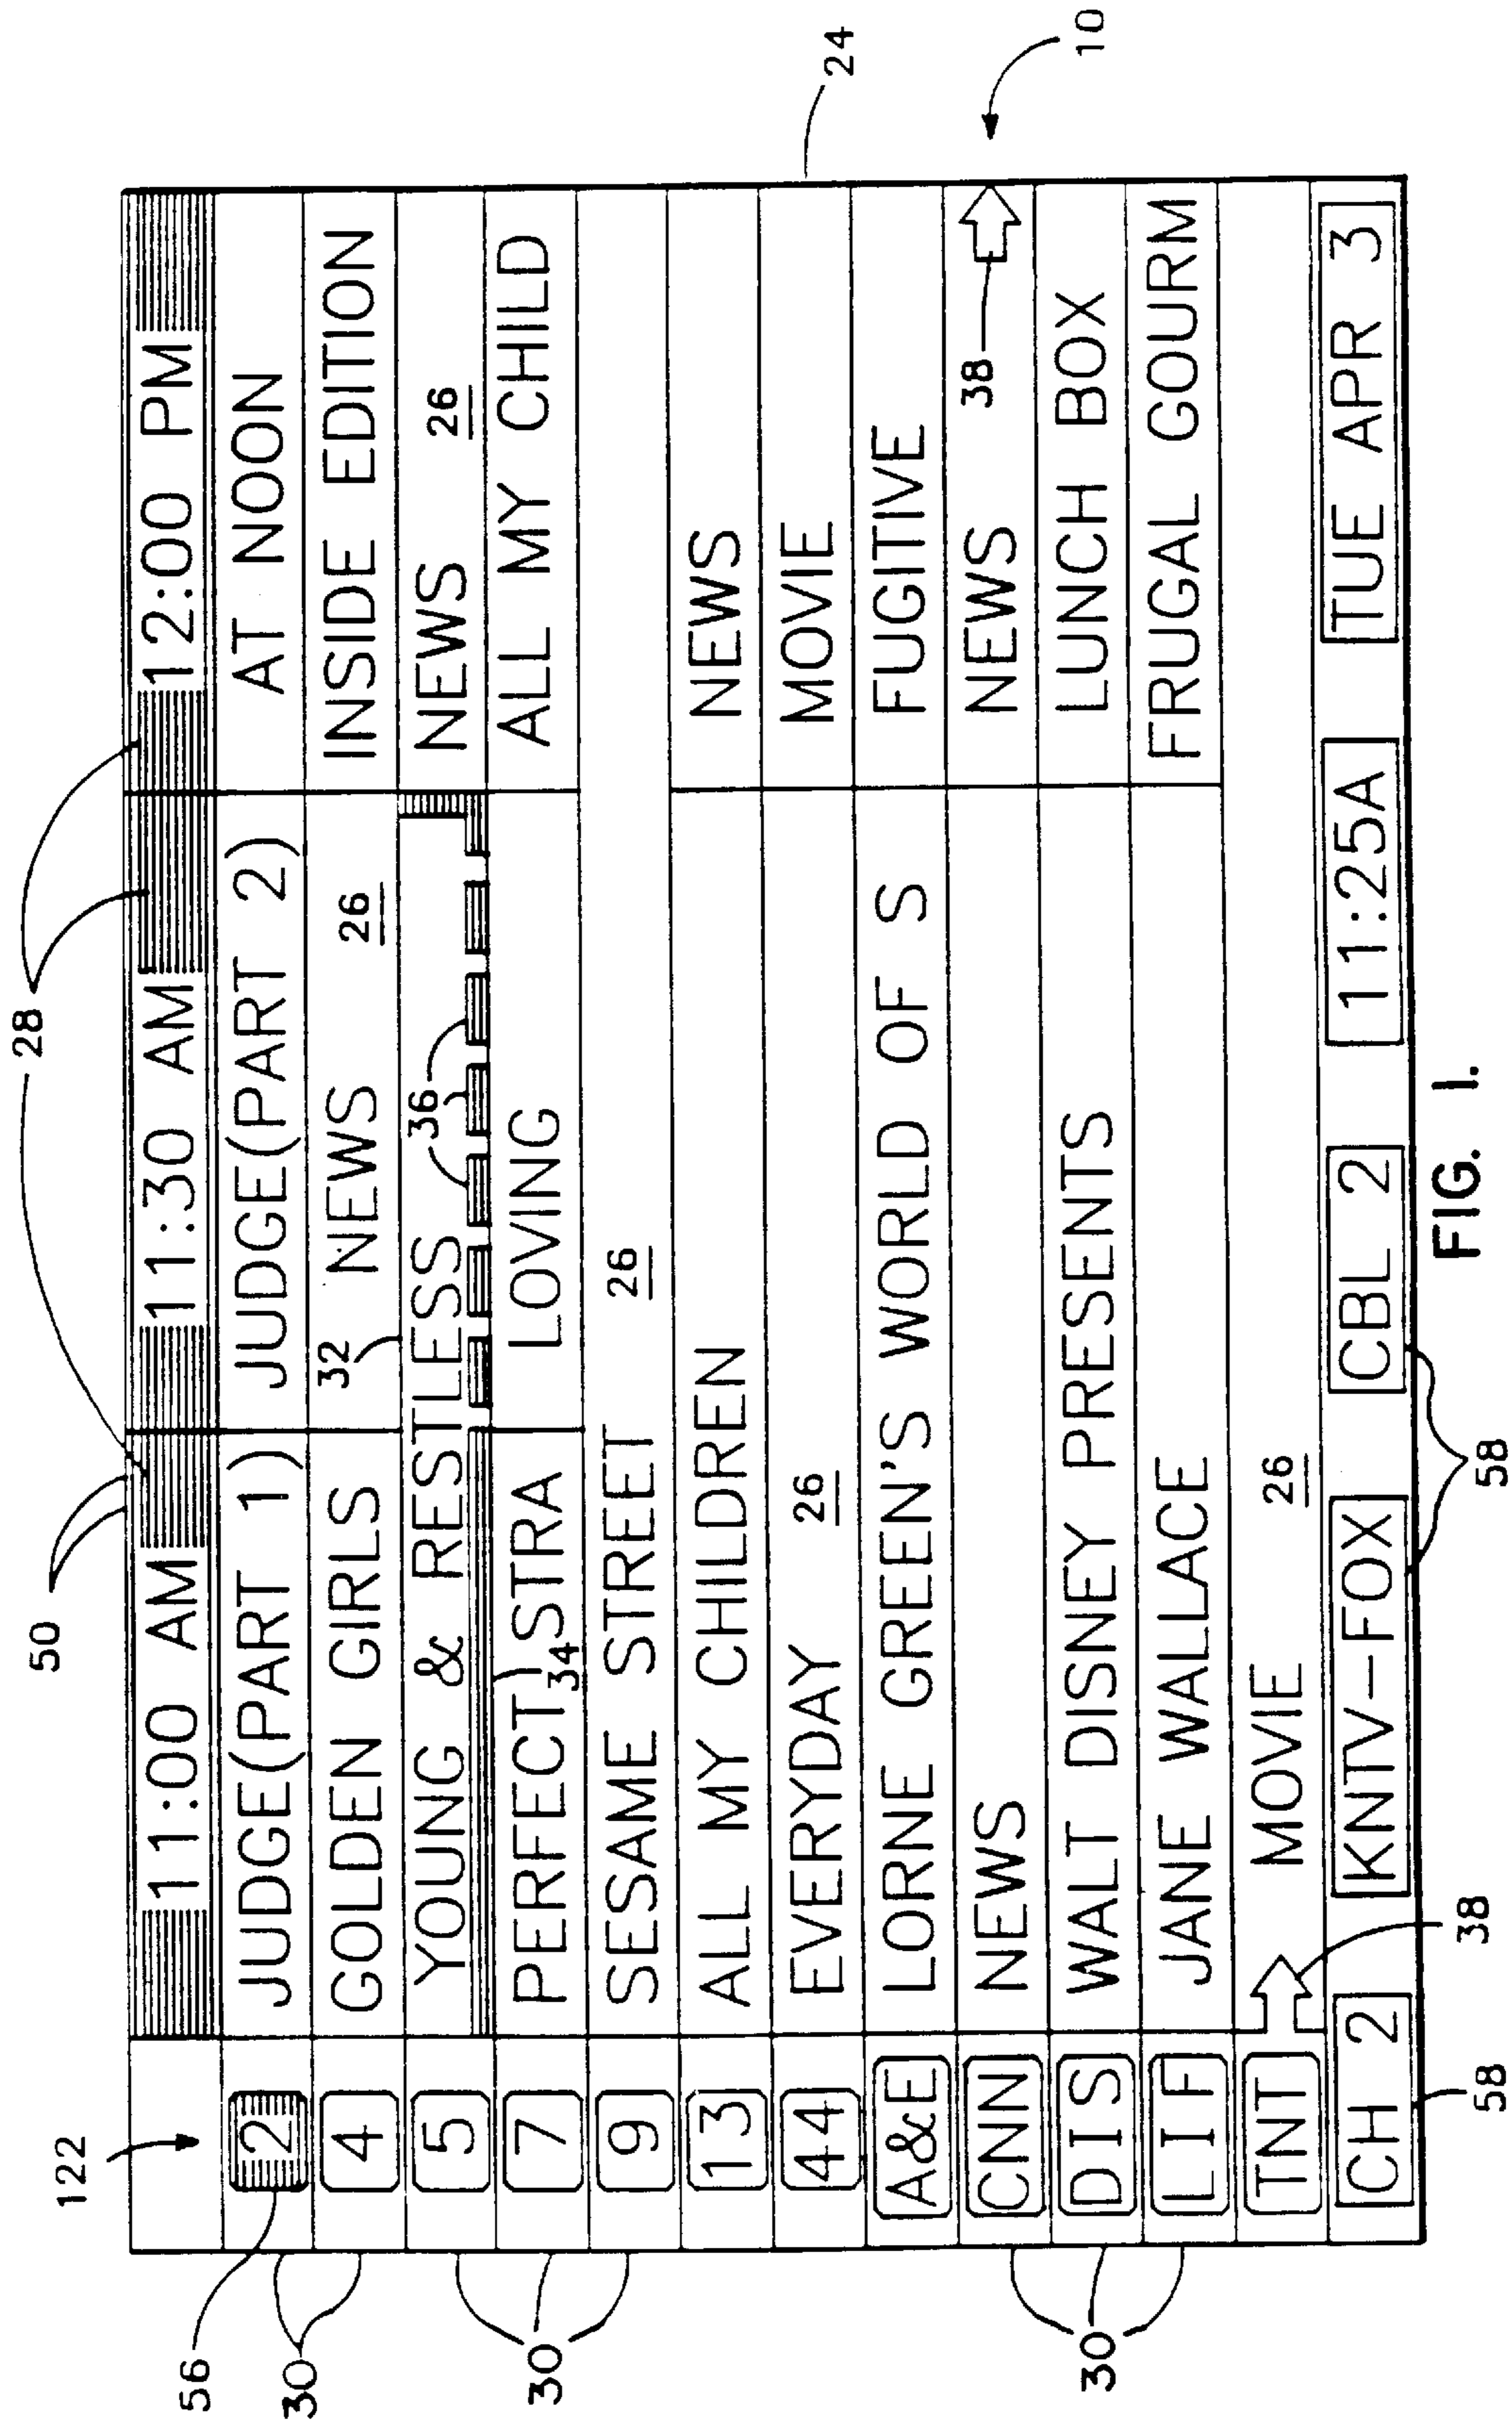 28
50
122
11:00 AM 11:30 AM 12:00 PM
56
2 JUDGE(PART 1) JUDGE(PART 2) AT NOON
30
4 GOLDEN GIRLS NEWS 26 INSIDE EDITION
32
5 YOUNG & RESTLESS 36 NEWS 26
7 PERFECT STRA LOVING ALL MY CHILD
34
30
9 SESAME STREET 26
13 ALL MY CHILDREN NEWS
44 EVERYDAY 26 MOVIE
24
A&E LORNE GREEN'S WORLD OF S FUGITIVE
CNN NEWS NEWS 38
10
30
DIS WALT DISNEY PRESENTS LUNCH BOX
LIF JANE WALLACE FRUGAL GOURM
TNT MOVIE 26
CH 2 KNTV-FOX CBL 2 11:25A TUE APR 3
58 38 58
FIG. 1.